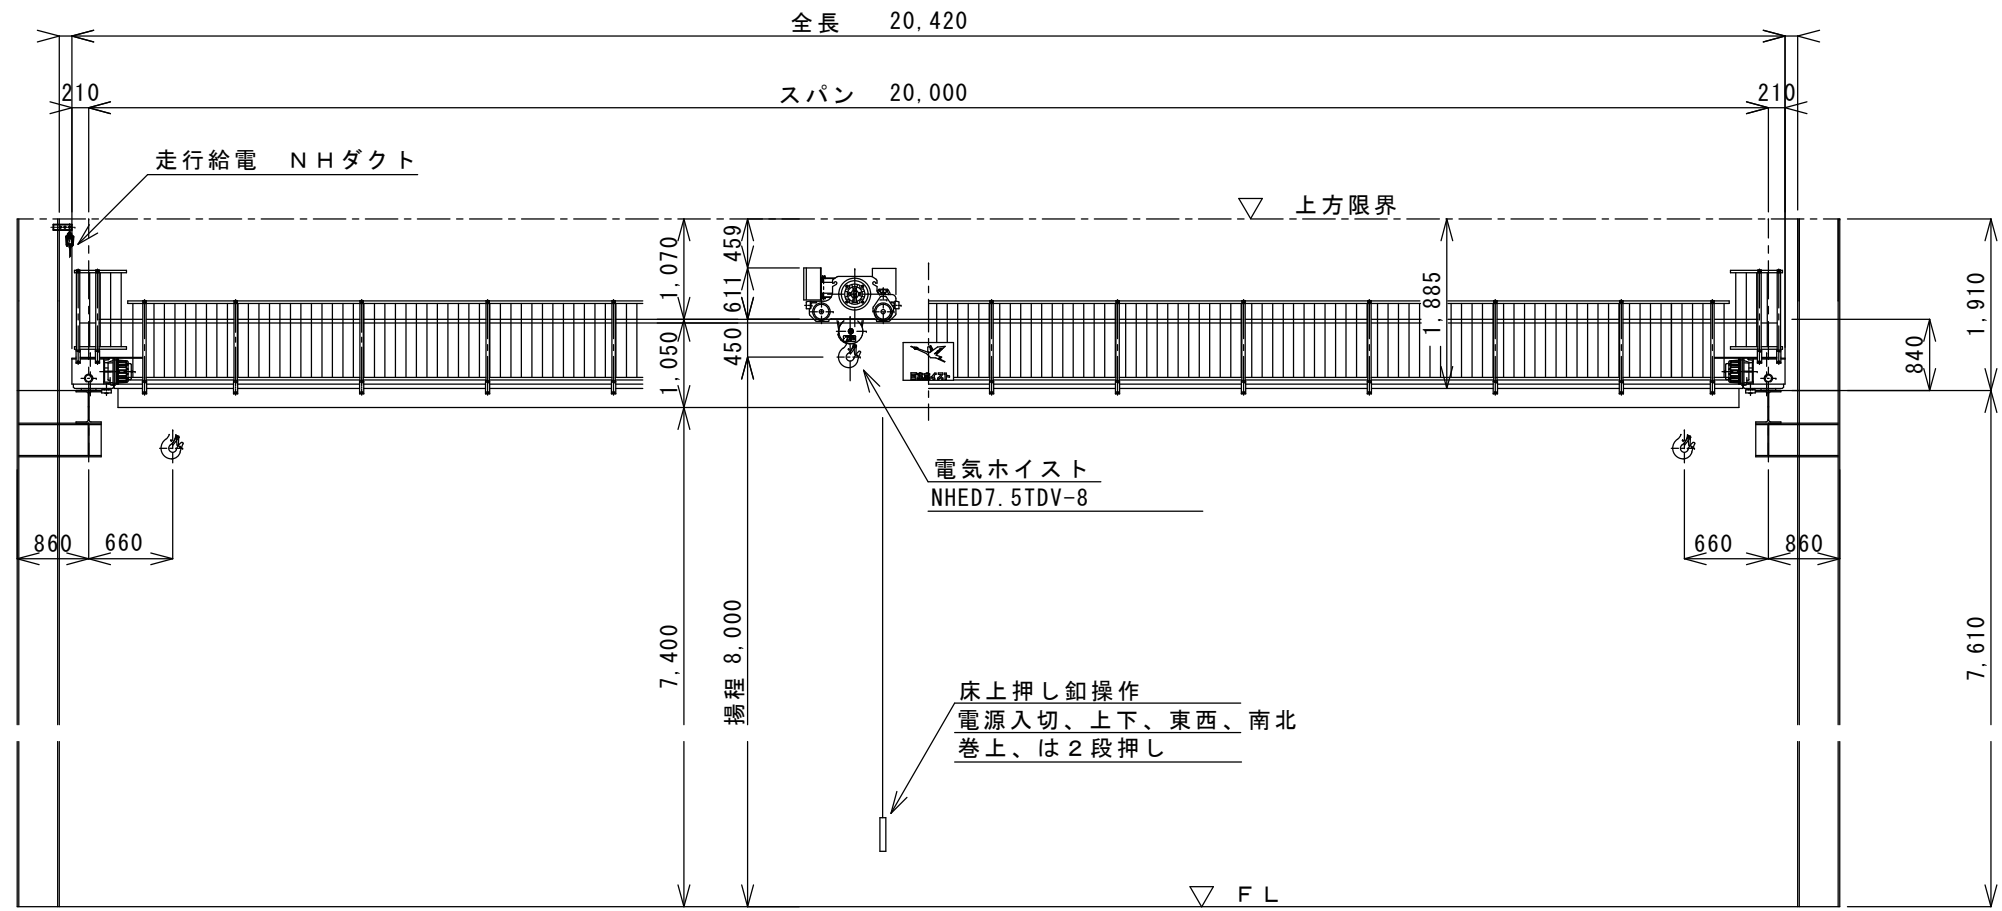 全長 20,420
210
スパン 20,000
210
走行給電 NHダクト
上方限界
1,070
459
611
450
1,050
1,885
1,910
840
電気ホイスト
NHED7.5TDV-8
860
660
660
860
7,400
揚程 8,000
7,610
床上押し釦操作
電源入切、上下、東西、南北
巻上、は2段押し
FL